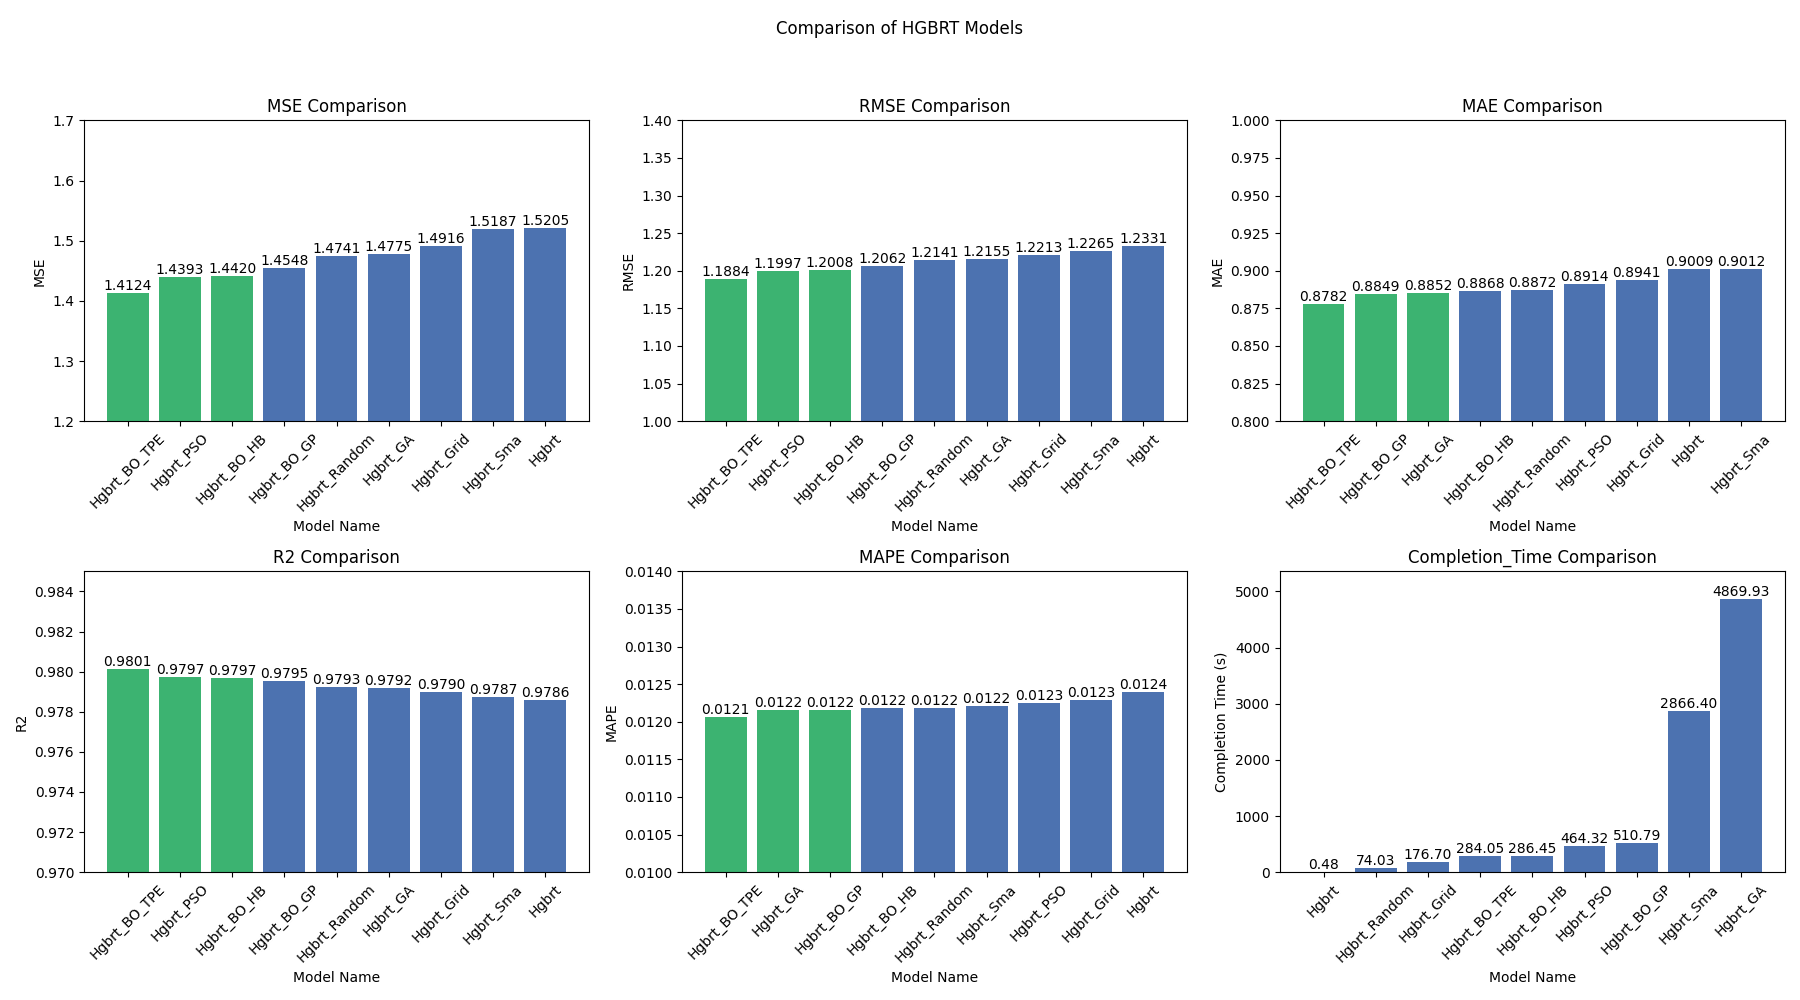 Comparison of HGBRT Models
MSE Comparison
MSE
1.7
1.6
1.5
1.4
1.3
1.2
1.4124
1.4393
1.4420
1.4548
1.4741
1.4775
1.4916
1.5187
1.5205
Hgbrt_BO_TPE
Hgbrt_PSO
Hgbrt_BO_HB
Hgbrt_BO_GP
Hgbrt_Random
Hgbrt_GA
Hgbrt_Grid
Hgbrt_Sma
Hgbrt
Model Name
RMSE Comparison
RMSE
1.40
1.35
1.30
1.25
1.20
1.15
1.10
1.05
1.00
1.1884
1.1997
1.2008
1.2062
1.2141
1.2155
1.2213
1.2265
1.2331
Hgbrt_BO_TPE
Hgbrt_PSO
Hgbrt_BO_HB
Hgbrt_BO_GP
Hgbrt_Random
Hgbrt_GA
Hgbrt_Grid
Hgbrt_Sma
Hgbrt
Model Name
MAE Comparison
MAE
1.000
0.975
0.950
0.925
0.900
0.875
0.850
0.825
0.800
0.8782
0.8849
0.8852
0.8868
0.8872
0.8914
0.8941
0.9009
0.9012
Hgbrt_BO_TPE
Hgbrt_BO_GP
Hgbrt_GA
Hgbrt_BO_HB
Hgbrt_Random
Hgbrt_PSO
Hgbrt_Grid
Hgbrt
Hgbrt_Sma
Model Name
R2 Comparison
R2
0.984
0.982
0.980
0.978
0.976
0.974
0.972
0.970
0.9801
0.9797
0.9797
0.9795
0.9793
0.9792
0.9790
0.9787
0.9786
Hgbrt_BO_TPE
Hgbrt_PSO
Hgbrt_BO_HB
Hgbrt_BO_GP
Hgbrt_Random
Hgbrt_GA
Hgbrt_Grid
Hgbrt_Sma
Hgbrt
Model Name
MAPE Comparison
MAPE
0.0140
0.0135
0.0130
0.0125
0.0120
0.0115
0.0110
0.0105
0.0100
0.0121
0.0122
0.0122
0.0122
0.0122
0.0122
0.0123
0.0123
0.0124
Hgbrt_BO_TPE
Hgbrt_GA
Hgbrt_BO_GP
Hgbrt_BO_HB
Hgbrt_Random
Hgbrt_Sma
Hgbrt_PSO
Hgbrt_Grid
Hgbrt
Model Name
Completion_Time Comparison
Completion Time (s)
5000
4000
3000
2000
1000
0
0.48
74.03
176.70
284.05
286.45
464.32
510.79
2866.40
4869.93
Hgbrt
Hgbrt_Random
Hgbrt_Grid
Hgbrt_BO_TPE
Hgbrt_BO_HB
Hgbrt_PSO
Hgbrt_BO_GP
Hgbrt_Sma
Hgbrt_GA
Model Name